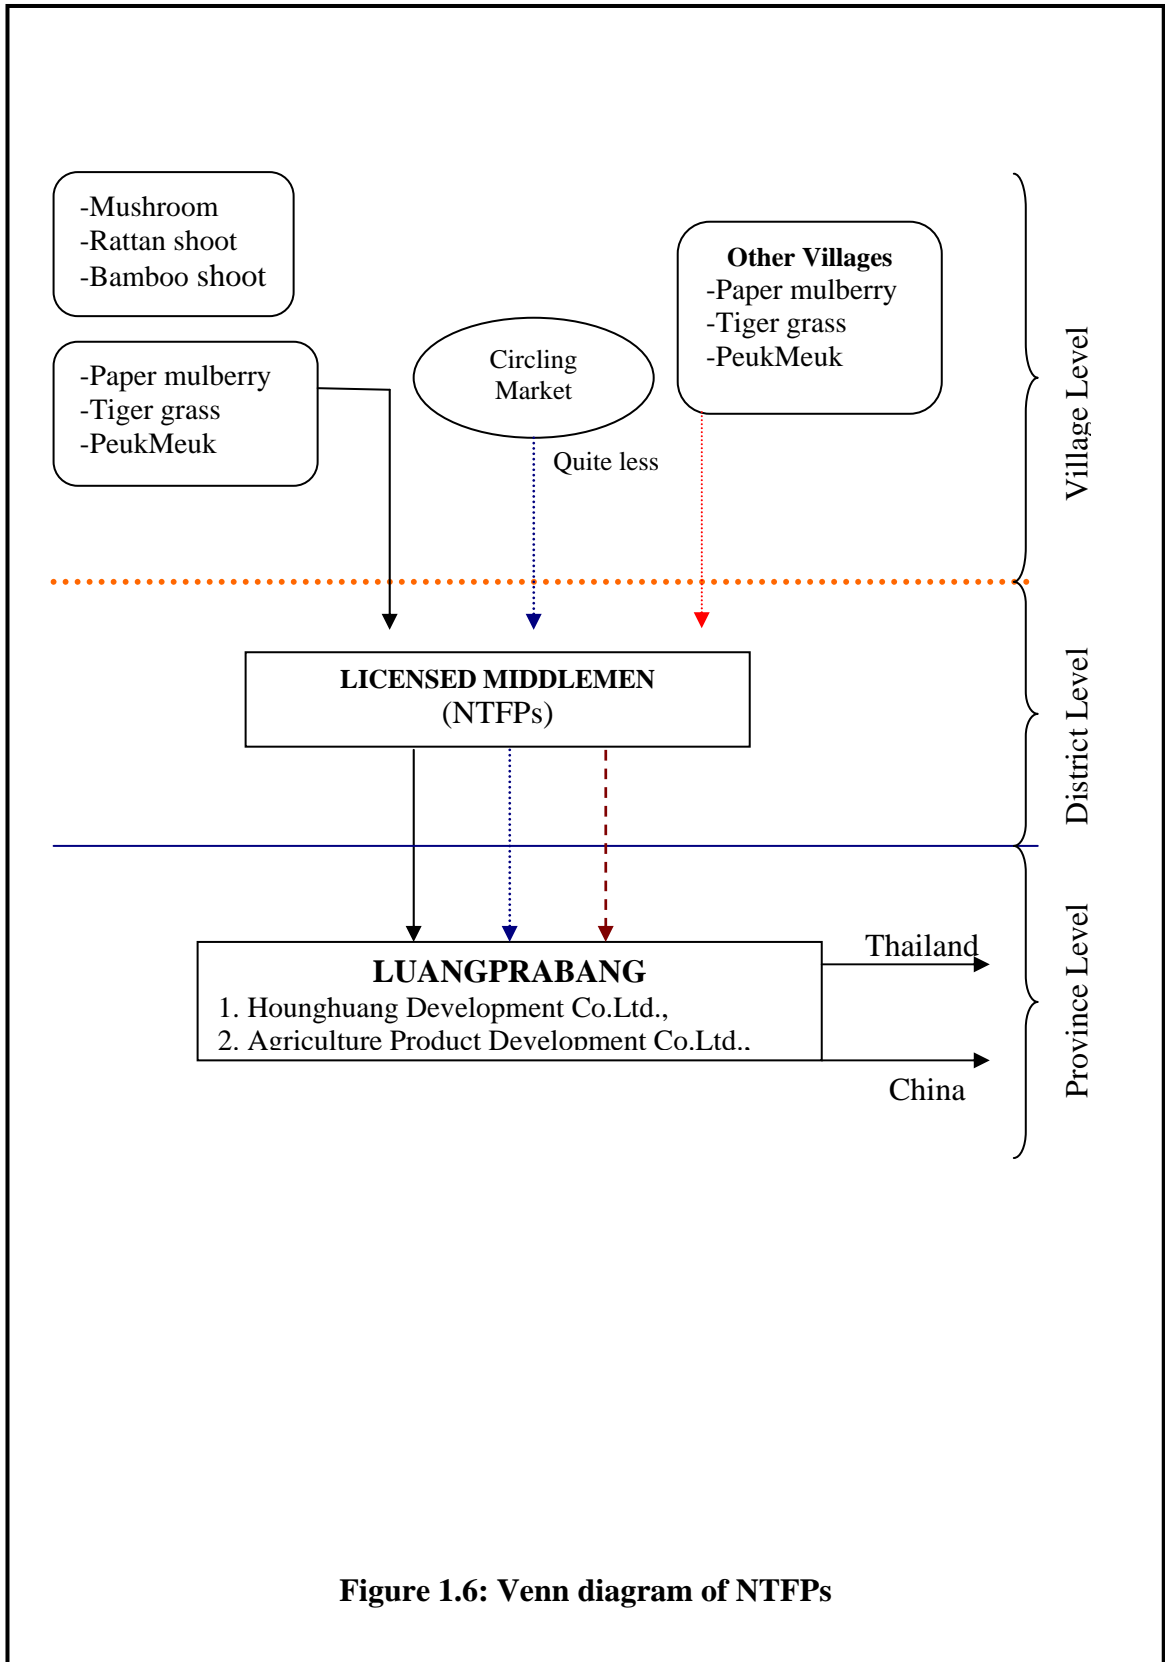 -Mushroom
-Rattan shoot
-Bamboo shoot
-Paper mulberry
-Tiger grass
-PeukMeuk
Circling
Market
Quite less
Other Villages
-Paper mulberry
-Tiger grass
-PeukMeuk
Village Level
LICENSED MIDDLEMEN
(NTFPs)
District Level
LUANGPRABANG
1. Hounghuang Development Co.Ltd.,
2. Agriculture Product Development Co.Ltd.,
Thailand
China
Province Level
Figure 1.6: Venn diagram of NTFPs